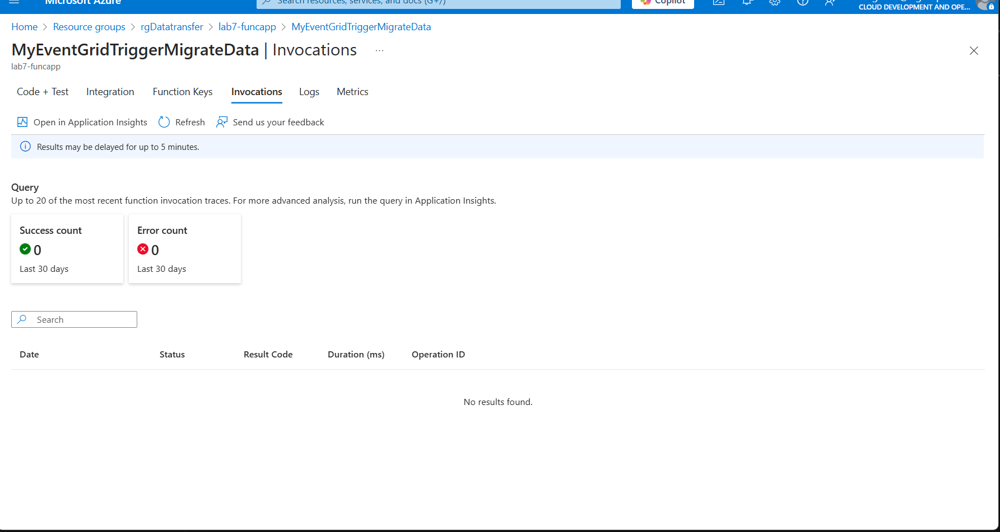 Microsoft Azure
Search resources, services, and docs (G+/)
Copilot
CLOUD DEVELOPMENT AND OPE...
Home > Resource groups > rgDatatransfer > lab7-funcapp > MyEventGridTriggerMigrateData
MyEventGridTriggerMigrateData | Invocations ...
lab7-funcapp
Code + Test Integration Function Keys Invocations Logs Metrics
Open in Application Insights Refresh Send us your feedback
Results may be delayed for up to 5 minutes.
Query
Up to 20 of the most recent function invocation traces. For more advanced analysis, run the query in Application Insights.
Success count Error count
0 0
Last 30 days Last 30 days
Search
Date Status Result Code Duration (ms) Operation ID
No results found.